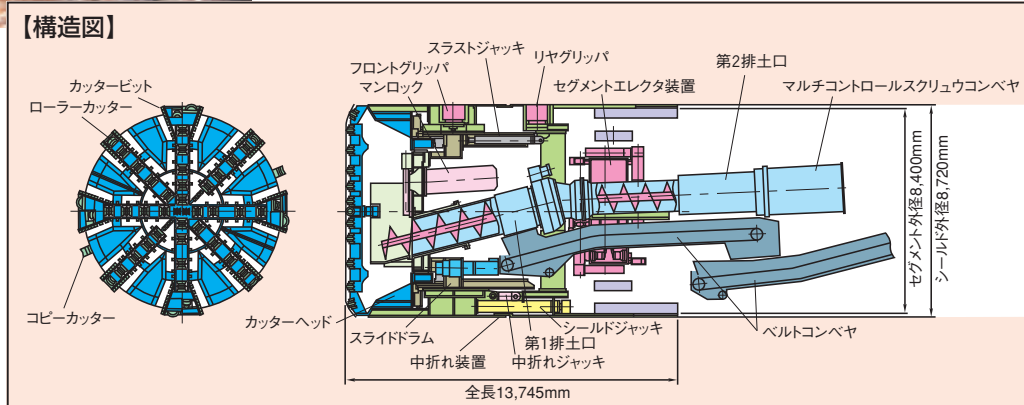 【構造図】
スラストジャッキ
リヤグリッパ
フロントグリッパ
セグメントエレクタ装置
第2排土口
マンロック
マルチコントロールスクリュウコンベヤ
カッタービット
ローラーカッター
コピーカッター
カッターヘッド
スライドドラム
中折れ装置
第1排土口
中折れジャッキ
シールドジャッキ
ベルトコンベヤ
セグメント外径8,400mm
シールド外径8,720mm
全長13,745mm